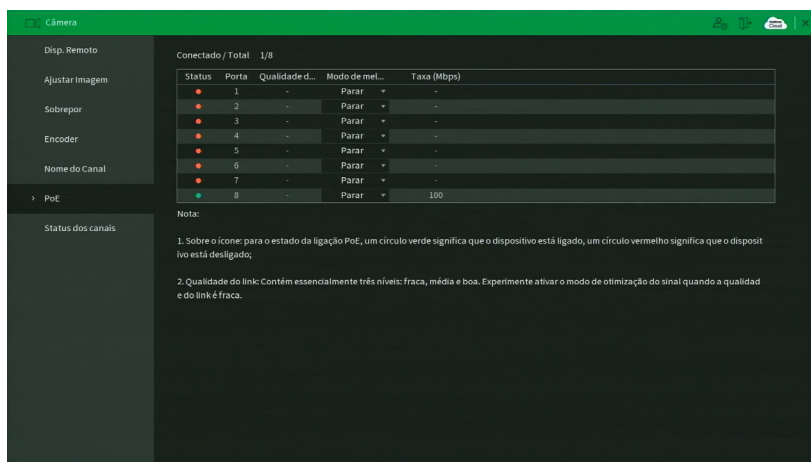 Câmera
Cloud
Disp. Remoto
Ajustar Imagem
Sobrepor
Encoder
Nome do Canal
PoE
Status dos canais
Conectado / Total 1/8
Status Porta Qualidade d... Modo de mel... Taxa (Mbps)
1 - Parar -
2 - Parar -
3 - Parar -
4 - Parar -
5 - Parar -
6 - Parar -
7 - Parar -
8 - Parar 100
Nota:
1. Sobre o ícone: para o estado da ligação PoE, um círculo verde significa que o dispositivo está ligado, um círculo vermelho significa que o disposit
ivo está desligado;
2. Qualidade do link: Contém essencialmente três níveis: fraca, média e boa. Experimente ativar o modo de otimização do sinal quando a qualidad
e do link é fraca.